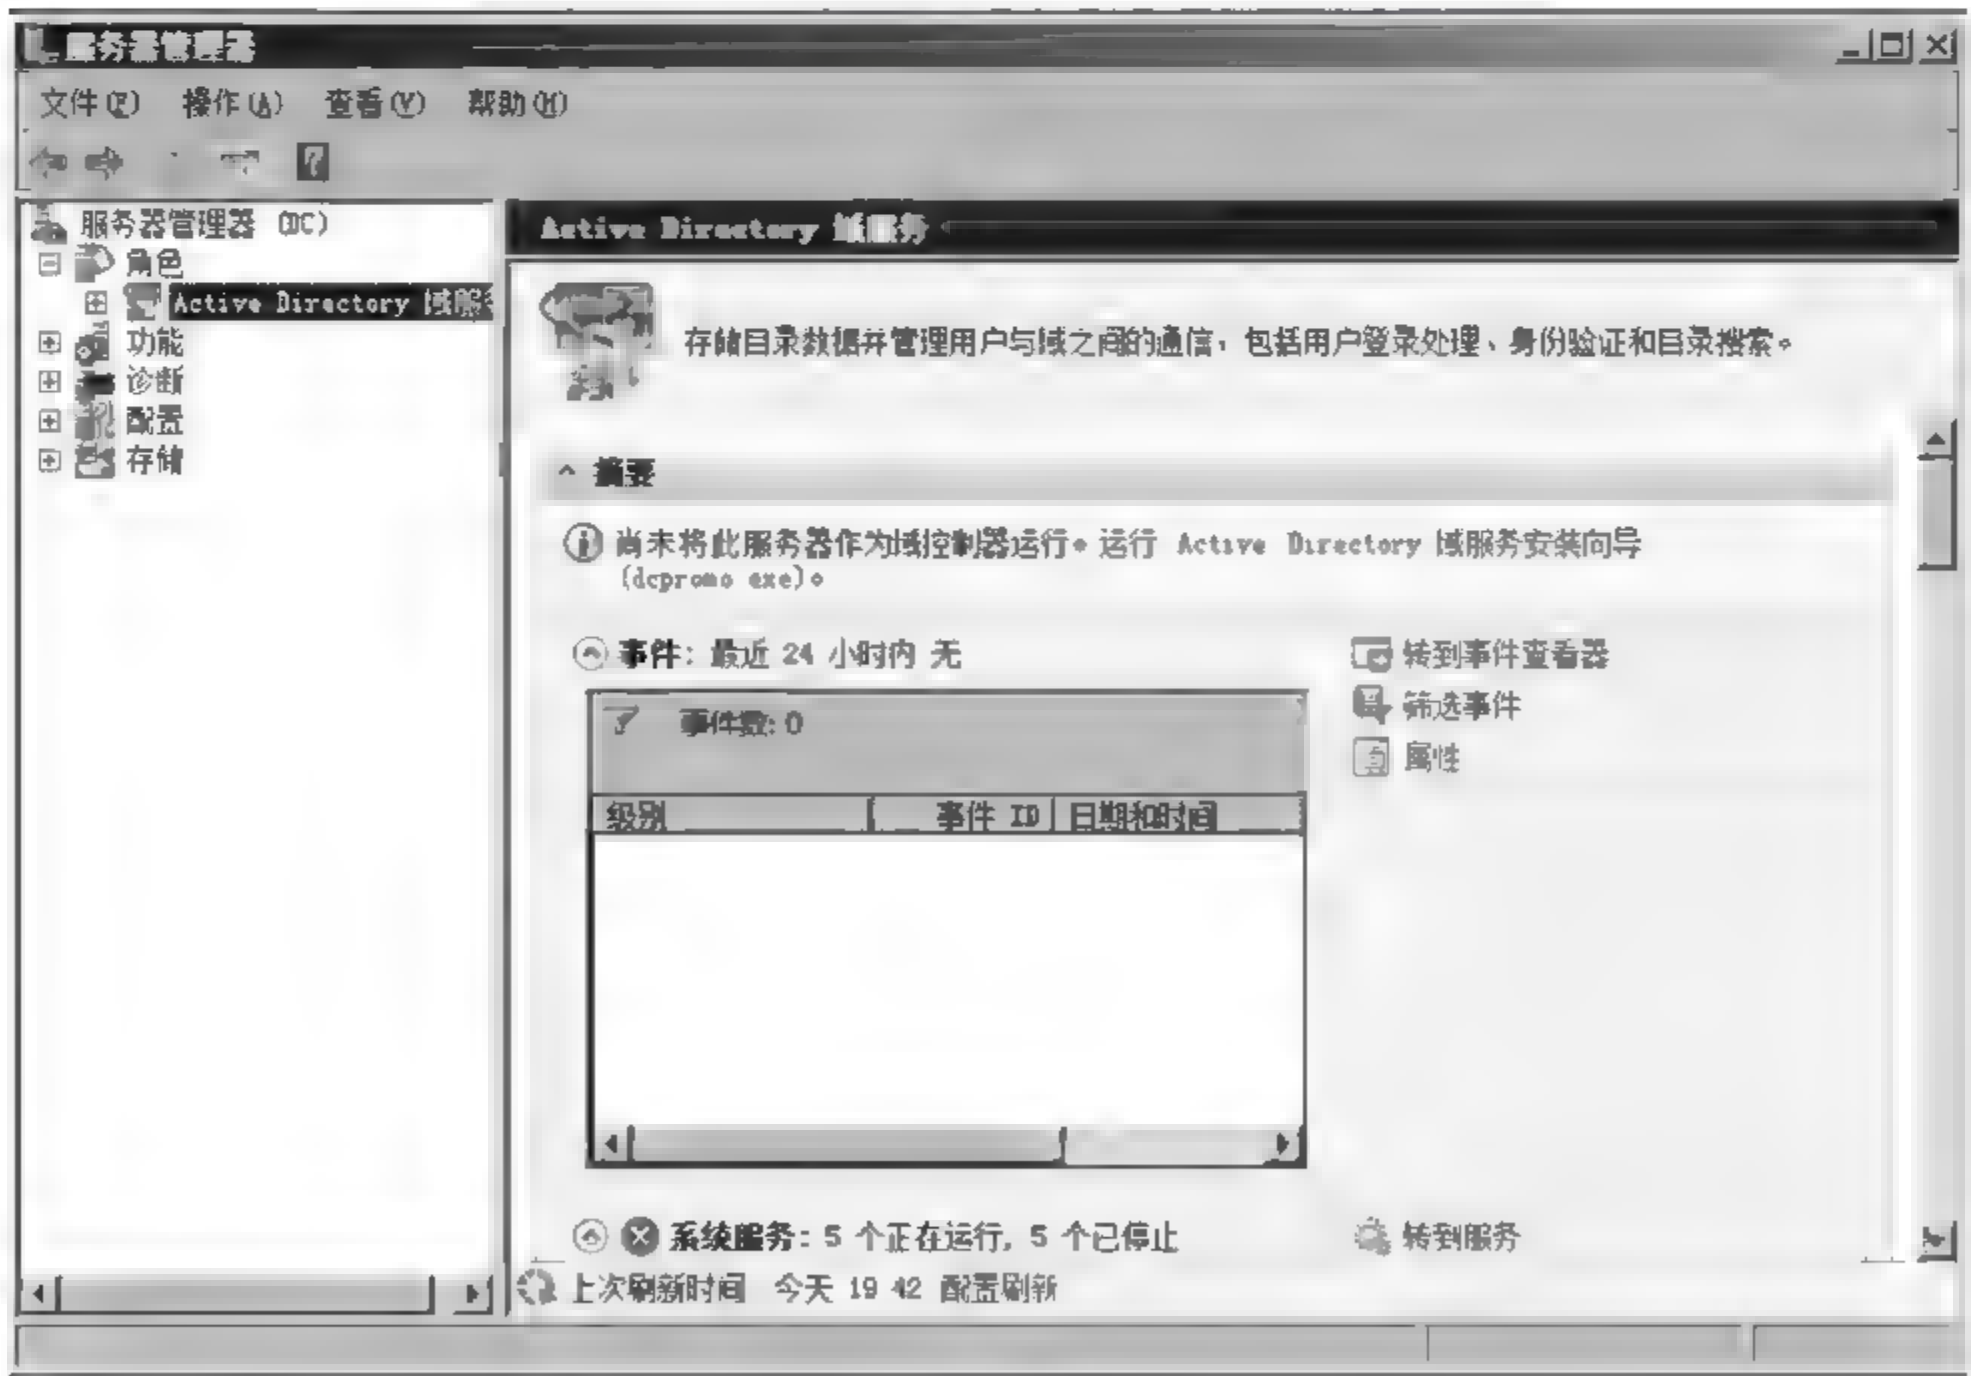 服务器管理器
文件(F) 操作(A) 查看(V) 帮助(H)
服务器管理器 (DC)
角色
Active Directory 域服务
功能
诊断
配置
存储
Active Directory 域服务
存储目录数据并管理用户与域之间的通信，包括用户登录处理、身份验证和目录搜索。
摘要
尚未将此服务器作为域控制器运行。运行 Active Directory 域服务安装向导
(dcpromo exe)。
事件: 最近 24 小时内 无
转到事件查看器
筛选事件
属性
事件数: 0
级别 事件 ID 日期和时间
系统服务: 5 个正在运行, 5 个已停止
转到服务
上次刷新时间 今天 19 42 配置刷新